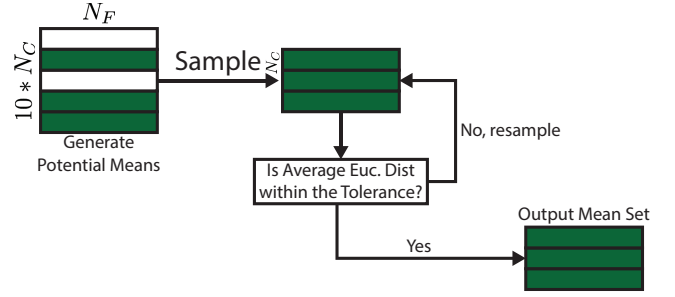 N_F
10 * N_C
Generate
Potential Means
Sample
N_C
No, resample
Is Average Euc. Dist
within the Tolerance?
Yes
Output Mean Set